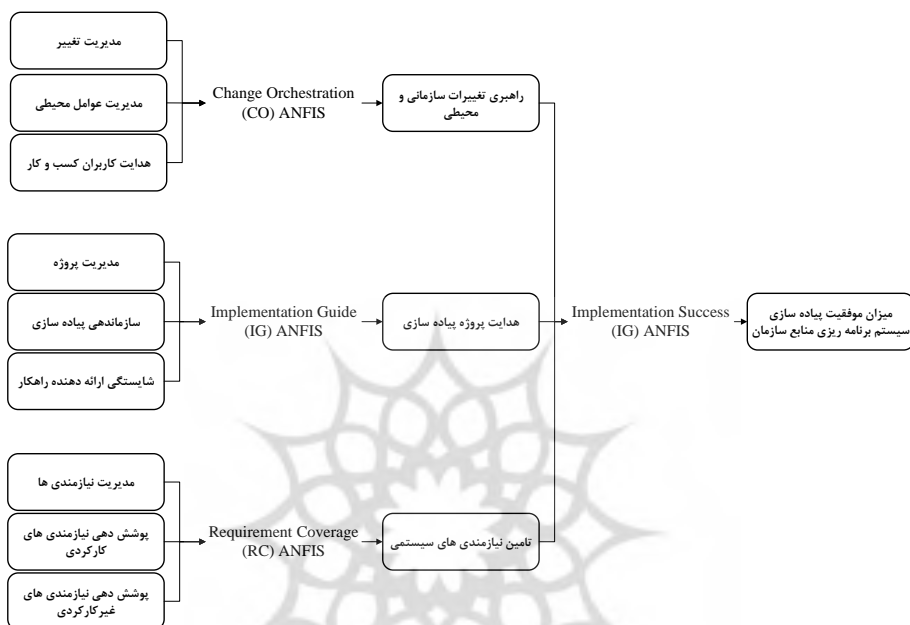 مدیریت تغییر
مدیریت عوامل محیطی
هدایت کاربران کسب و کار
Change Orchestration
(CO) ANFIS
راهبری تغییرات سازمانی و
محیطی
مدیریت پروژه
سازماندهی پیاده سازی
شایستگی ارائه دهنده راهکار
Implementation Guide
(IG) ANFIS
هدایت پروژه پیاده سازی
Implementation Success
(IG) ANFIS
میزان موفقیت پیاده سازی
سیستم برنامه ریزی منابع سازمان
مدیریت نیازمندی ها
پوشش دهی نیازمندی های
کارکردی
پوشش دهی نیازمندی های
غیرکارکردی
Requirement Coverage
(RC) ANFIS
تامین نیازمندی های سیستمی